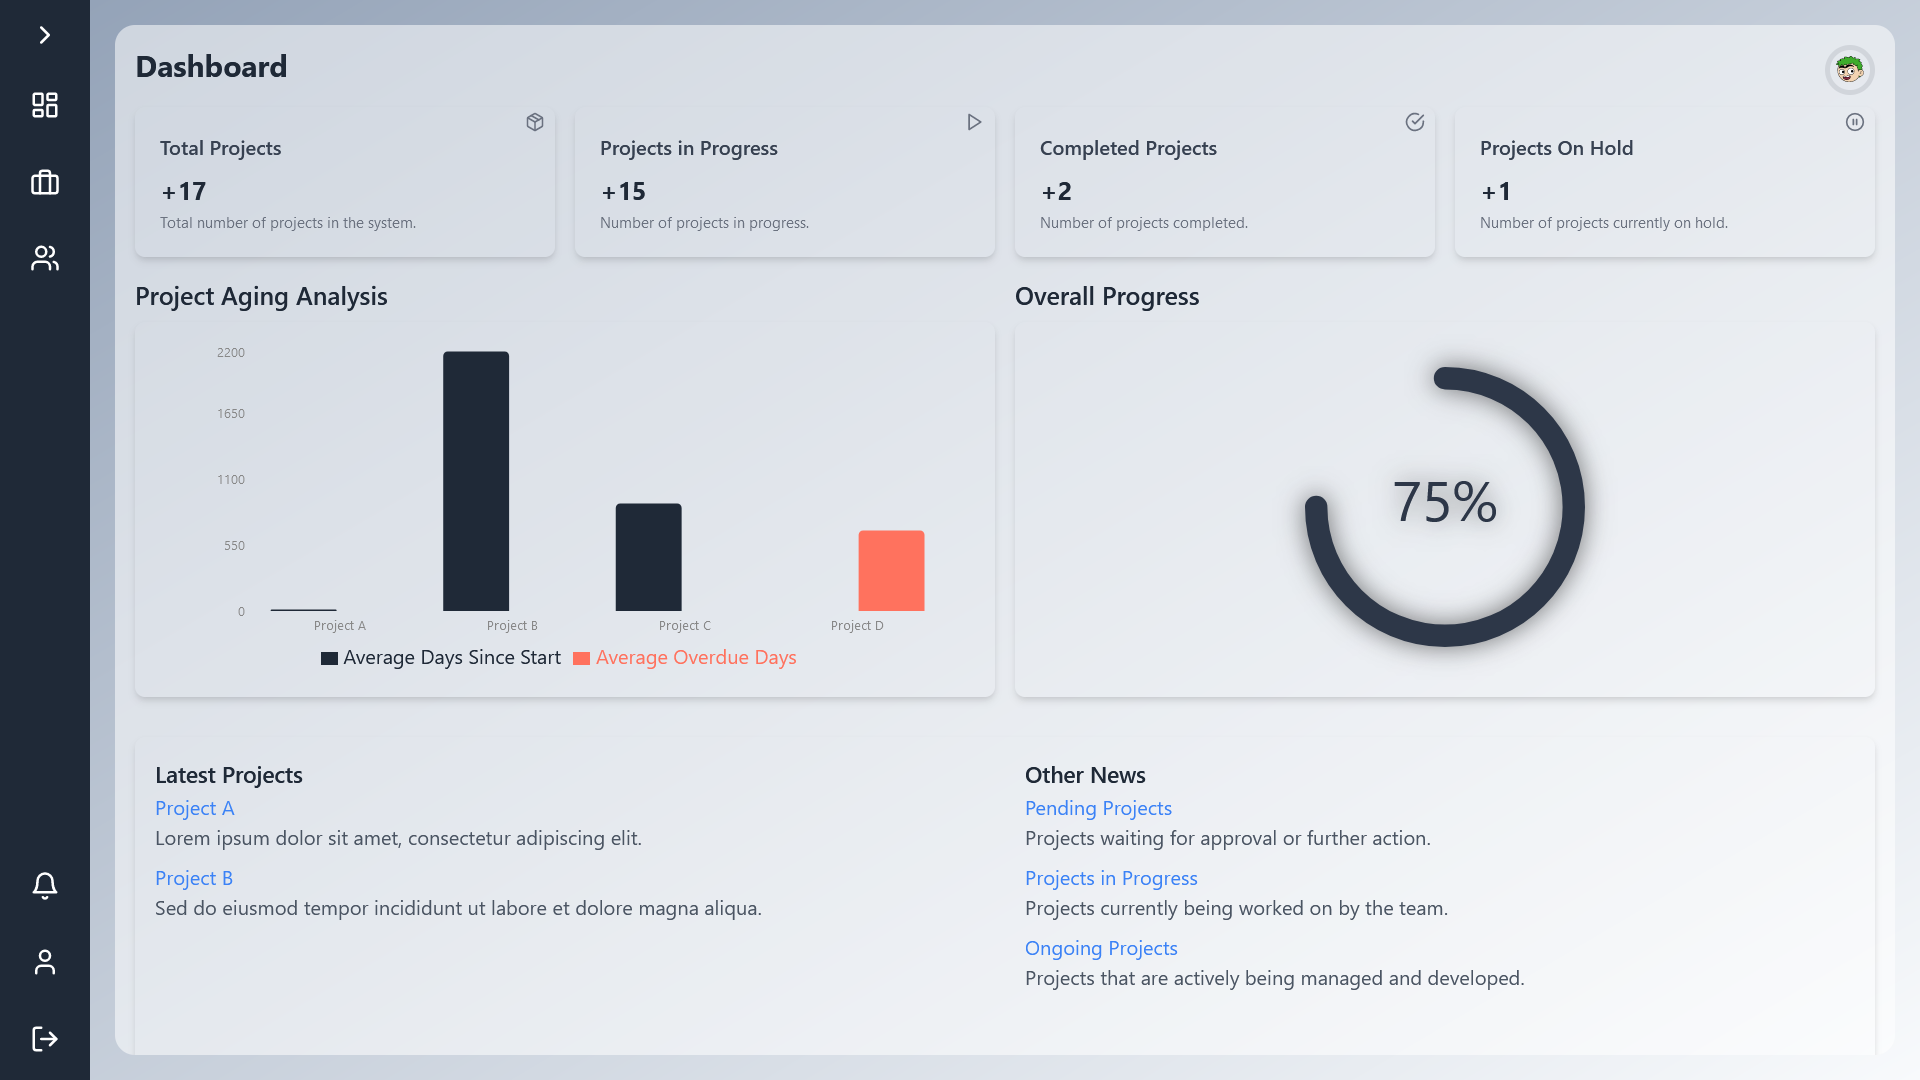 Dashboard
Total Projects
+17
Total number of projects in the system.
Projects in Progress
+15
Number of projects in progress.
Completed Projects
+2
Number of projects completed.
Projects On Hold
+1
Number of projects currently on hold.
Project Aging Analysis
2200
1650
1100
550
0
Project A
Project B
Project C
Project D
Average Days Since Start
Average Overdue Days
Overall Progress
75%
Latest Projects
Project A
Lorem ipsum dolor sit amet, consectetur adipiscing elit.
Project B
Sed do eiusmod tempor incididunt ut labore et dolore magna aliqua.
Other News
Pending Projects
Projects waiting for approval or further action.
Projects in Progress
Projects currently being worked on by the team.
Ongoing Projects
Projects that are actively being managed and developed.